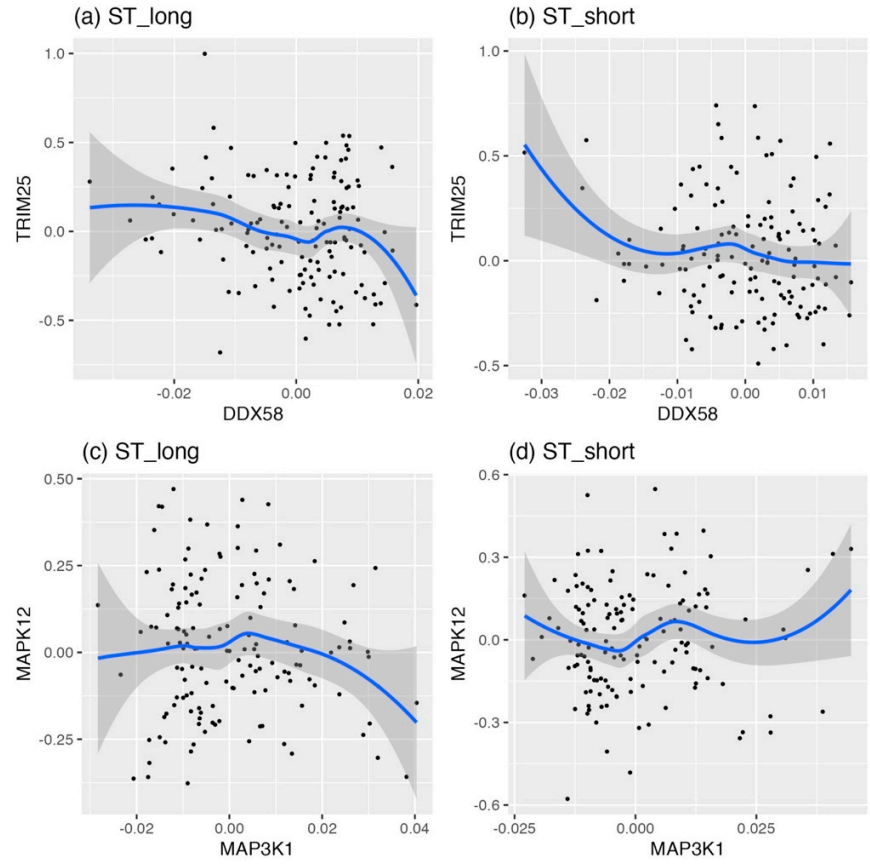 (a) ST_long
(b) ST_short
1.0
0.5
0.0
-0.5
TRIM25
-0.02
0.00
0.02
DDX58
1.0
0.5
0.0
-0.5
TRIM25
-0.03
-0.02
-0.01
0.00
0.01
DDX58
(c) ST_long
(d) ST_short
0.50
0.25
0.00
-0.25
MAPK12
-0.02
0.00
0.02
0.04
MAP3K1
0.6
0.3
0.0
-0.3
-0.6
MAPK12
-0.025
0.000
0.025
MAP3K1